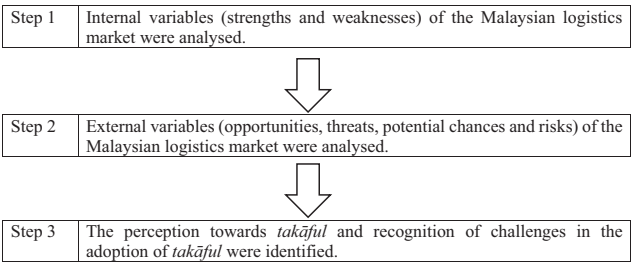 Step 1 Internal variables (strengths and weaknesses) of the Malaysian logistics
market were analysed.
Step 2 External variables (opportunities, threats, potential chances and risks) of the
Malaysian logistics market were analysed.
Step 3 The perception towards takāful and recognition of challenges in the
adoption of takāful were identified.